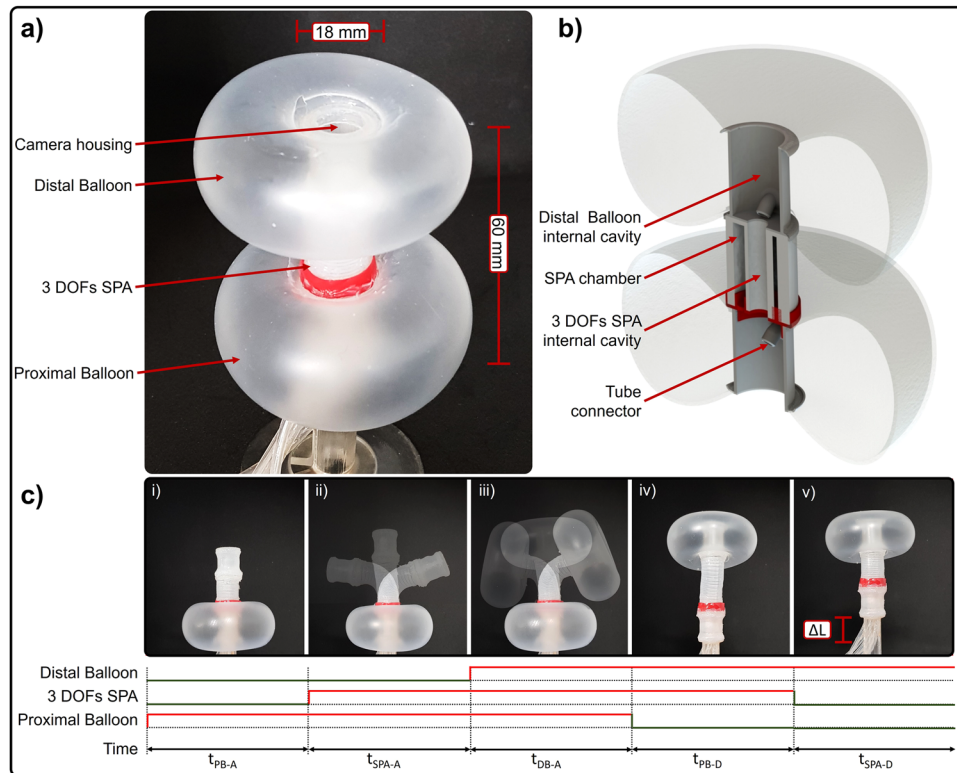 a)
18 mm
Camera housing
Distal Balloon
60 mm
3 DOFs SPA
Proximal Balloon
b)
Distal Balloon
internal cavity
SPA chamber
3 DOFs SPA
internal cavity
Tube
connector
c)
i)
ii)
iii)
iv)
v)
ΔL
Distal Balloon
3 DOFs SPA
Proximal Balloon
Time
tPB-A
tSPA-A
tDB-A
tPB-D
tSPA-D